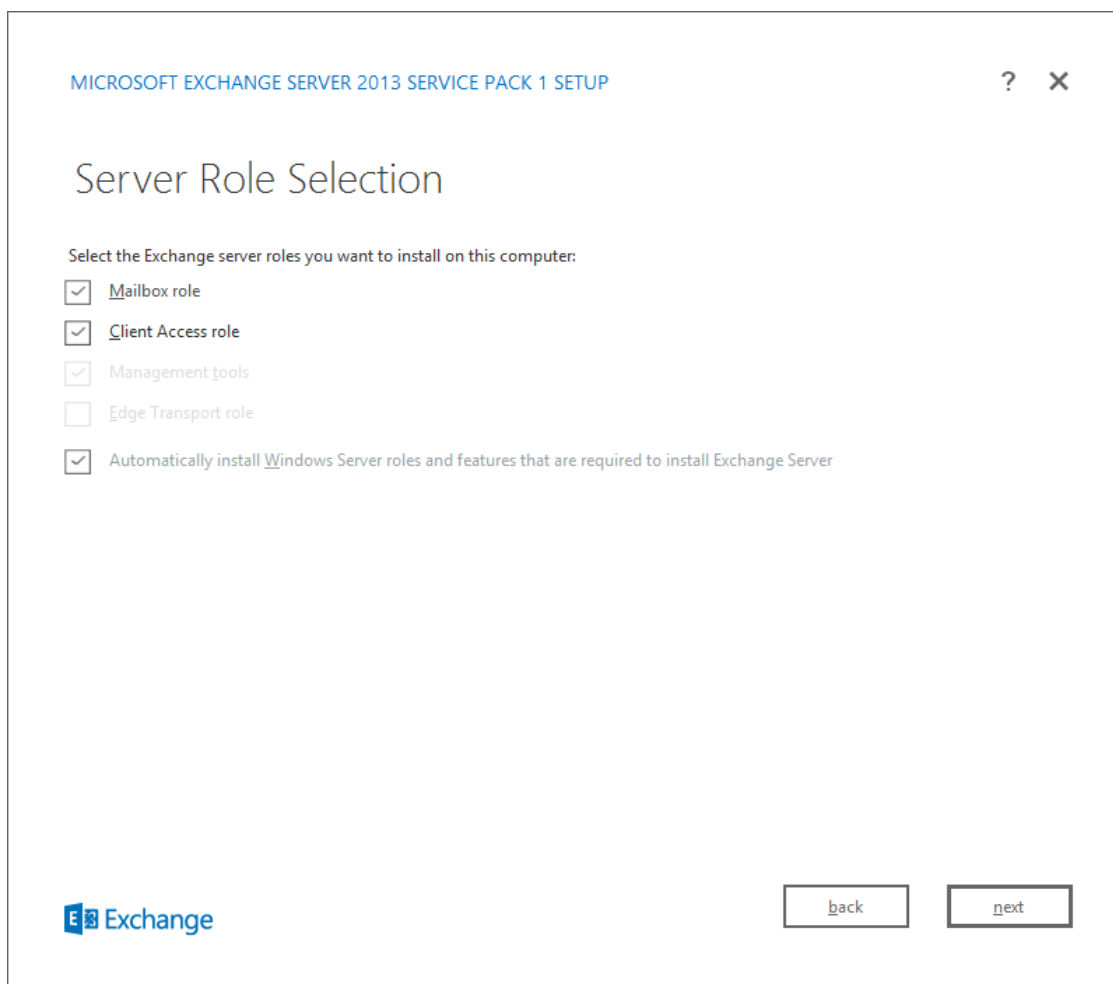 MICROSOFT EXCHANGE SERVER 2013 SERVICE PACK 1 SETUP
?
Server Role Selection
Select the Exchange server roles you want to install on this computer:
Mailbox role
Client Access role
Management tools
Edge Transport role
Automatically install Windows Server roles and features that are required to install Exchange Server
E Exchange
back
next